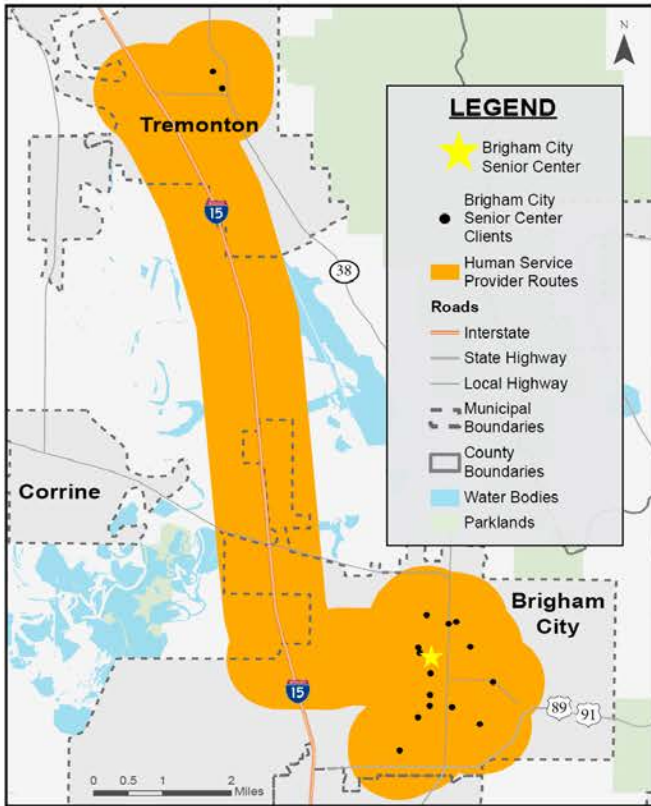 N
Tremonton
15
38
Corrine
Brigham
City
15
89
91
0 0.5 1 2
Miles
LEGEND
Brigham City
Senior Center
Brigham City
Senior Center
Clients
Human Service
Provider Routes
Roads
Interstate
State Highway
Local Highway
Municipal
Boundaries
County
Boundaries
Water Bodies
Parklands